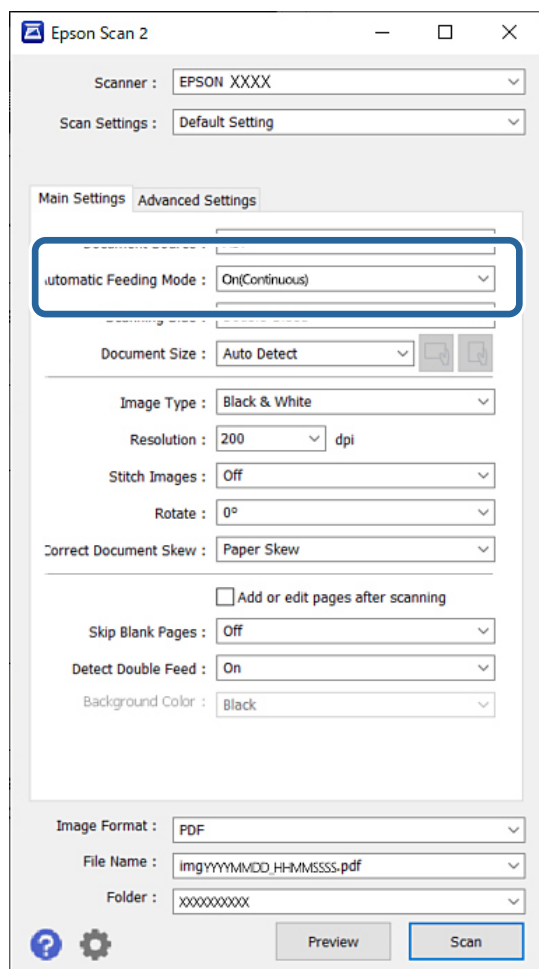 Epson Scan 2
Scanner : EPSON XXXX
Scan Settings : Default Setting
Main Settings Advanced Settings
utomatic Feeding Mode : On(Continuous)
Document Size : Auto Detect
Image Type : Black & White
Resolution : 200 dpi
Stitch Images : Off
Rotate : 0°
Correct Document Skew : Paper Skew
Add or edit pages after scanning
Skip Blank Pages : Off
Detect Double Feed : On
Background Color : Black
Image Format : PDF
File Name : imgYYYYMMDD_HHMMSSSS.pdf
Folder : XXXXXXXXXX
? Preview Scan